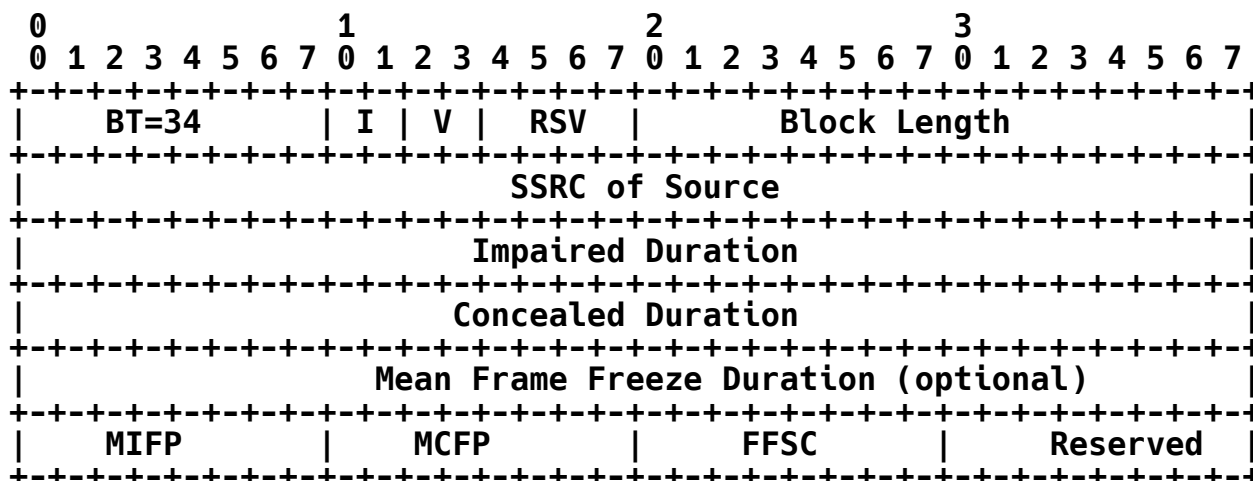 0               1               2               3
 0 1 2 3 4 5 6 7 0 1 2 3 4 5 6 7 0 1 2 3 4 5 6 7 0 1 2 3 4 5 6 7
+-+-+-+-+-+-+-+-+-+-+-+-+-+-+-+-+-+-+-+-+-+-+-+-+-+-+-+-+-+-+-+-+
|    BT=34      | I | V |  RSV  |       Block Length            |
+-+-+-+-+-+-+-+-+-+-+-+-+-+-+-+-+-+-+-+-+-+-+-+-+-+-+-+-+-+-+-+-+
|                         SSRC of Source                        |
+-+-+-+-+-+-+-+-+-+-+-+-+-+-+-+-+-+-+-+-+-+-+-+-+-+-+-+-+-+-+-+-+
|                       Impaired Duration                       |
+-+-+-+-+-+-+-+-+-+-+-+-+-+-+-+-+-+-+-+-+-+-+-+-+-+-+-+-+-+-+-+-+
|                      Concealed Duration                       |
+-+-+-+-+-+-+-+-+-+-+-+-+-+-+-+-+-+-+-+-+-+-+-+-+-+-+-+-+-+-+-+-+
|                  Mean Frame Freeze Duration (optional)        |
+-+-+-+-+-+-+-+-+-+-+-+-+-+-+-+-+-+-+-+-+-+-+-+-+-+-+-+-+-+-+-+-+
|    MIFP       |    MCFP       |     FFSC      |     Reserved  |
+-+-+-+-+-+-+-+-+-+-+-+-+-+-+-+-+-+-+-+-+-+-+-+-+-+-+-+-+-+-+-+-+